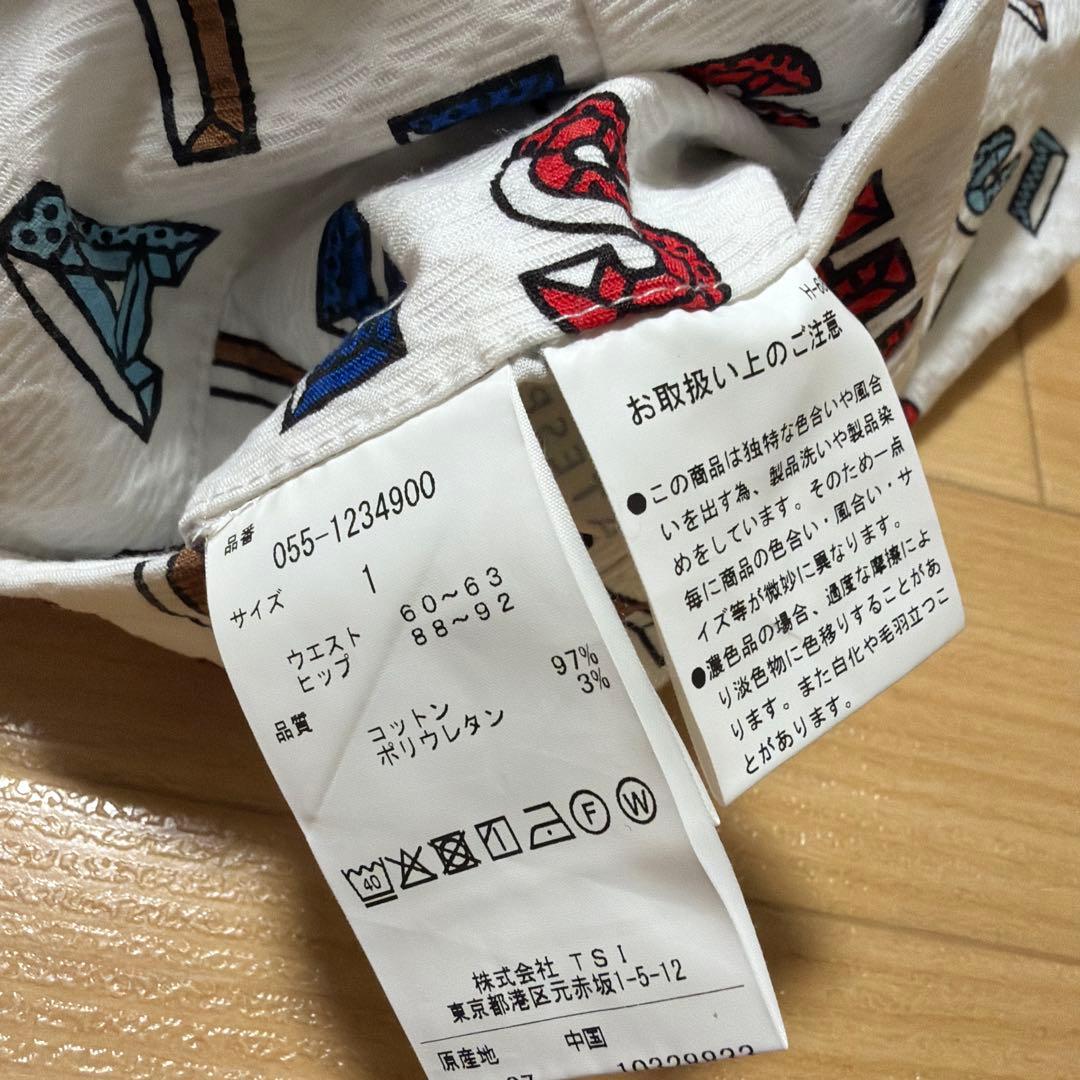 品番
055-1234900
サイズ 1
ウエスト 60~63
ヒップ 88~92
品質
コットン 97%
ポリウレタン 3%
40
F
W
株式会社 TSI
東京都港区元赤坂1-5-12
原産地 中国
お取扱い上のご注意
●この商品は独特な色合いや風合
いを出す為、製品洗いや製品染
めをしています。そのため一点
毎に商品の色合い・風合い・サ
イズ等が微妙に異なります。
●濃色品の場合、過度な摩擦によ
り淡色物に色移りすることがあ
ります。また白化や毛羽立つこ
とがあります。